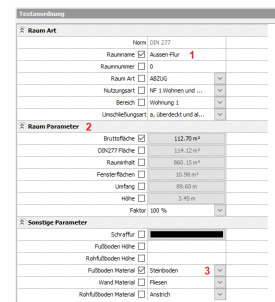 Textanordnung
Raum Art
Norm DIN 277
Raumname Aussen-Flur 1
Raumnummer 0
Raum Art ABZUG
Nutzungsart NF 1 Wohnen und ...
Bereich Wohnung 1
Umschließungsart a, überdeckt und al...
Raum Parameter 2
Bruttofläche 112.70 m²
DIN277 Fläche 114.12 m²
Rauminhalt 860.15 m³
Fensterflächen 10.98 m²
Umfang 89.60 m
Höhe 3.45 m
Faktor 100 %
Sonstige Parameter
Schraffur
Fußboden Höhe
Rohfußboden Höhe
Fußboden Material Steinboden 3
Wand Material Fliesen
Rohfußboden Material Anstrich